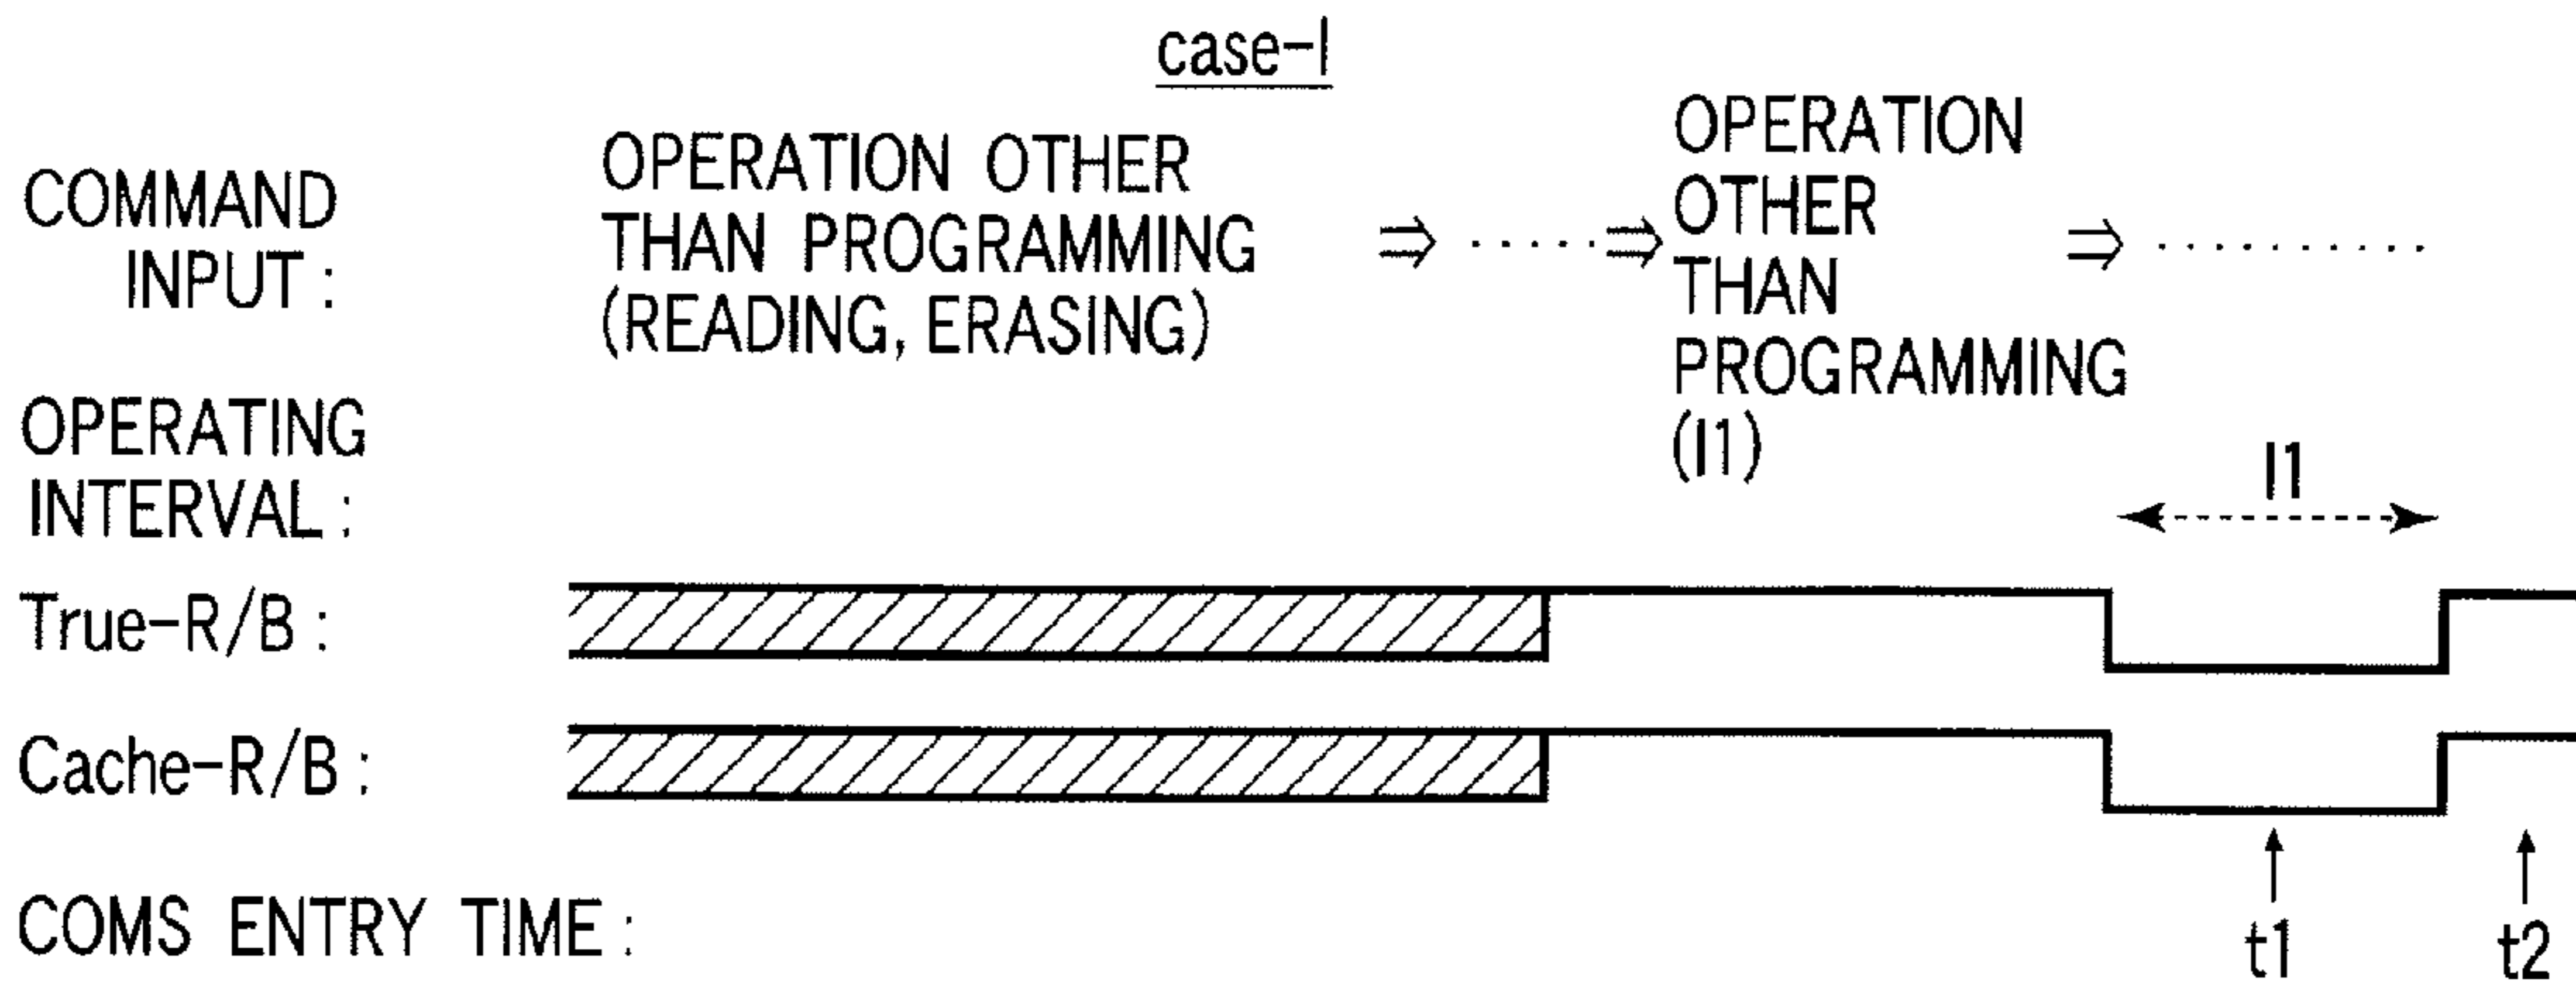 case-I
COMMAND
INPUT :
OPERATION OTHER
THAN PROGRAMMING
(READING, ERASING)
⇒ ····· ⇒
OPERATION
OTHER
THAN
PROGRAMMING
(I1)
⇒ ·········
OPERATING
INTERVAL :
I1
True-R/B :
Cache-R/B :
COMS ENTRY TIME :
t1
t2